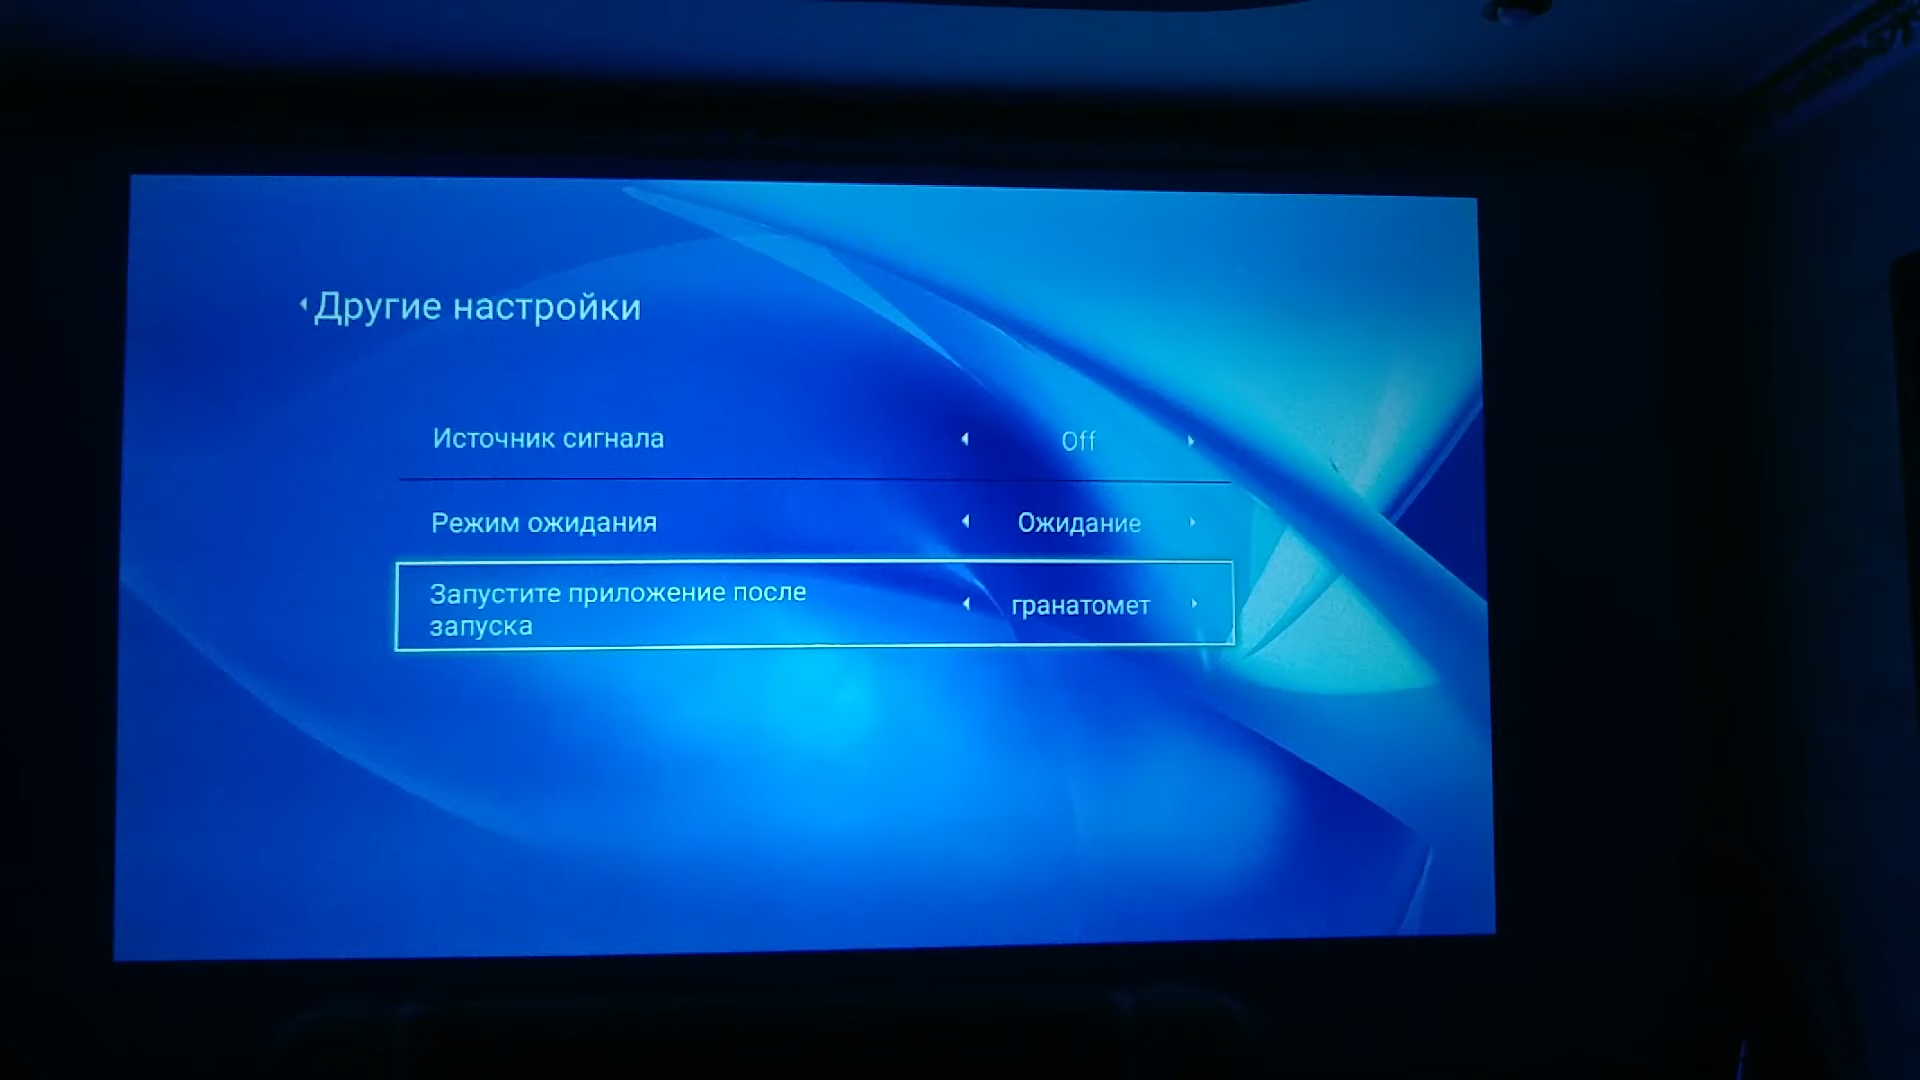 Другие настройки
Источник сигнала Off
Режим ожидания Ожидание
Запустите приложение после
запуска гранатомет